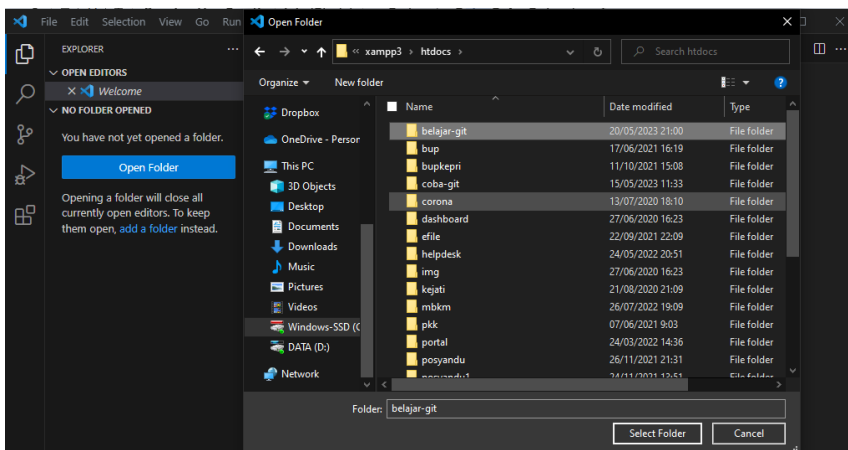 File Edit Selection View Go Run
Open Folder
EXPLORER
OPEN EDITORS
Welcome
NO FOLDER OPENED
You have not yet opened a folder.
Open Folder
Opening a folder will close all
currently open editors. To keep
them open, add a folder instead.
« xampp3 › htdocs ›
Search htdocs
Organize
New folder
Dropbox
OneDrive - Person
This PC
3D Objects
Desktop
Documents
Downloads
Music
Pictures
Videos
Windows-SSD (C
DATA (D:)
Network
Name Date modified Type
belajar-git 20/05/2023 21:00 File folder
bup 17/06/2021 16:19 File folder
bupkepri 11/10/2021 15:08 File folder
coba-git 15/05/2023 11:33 File folder
corona 13/07/2020 18:10 File folder
dashboard 27/06/2020 16:23 File folder
efile 22/09/2021 22:09 File folder
helpdesk 24/05/2022 20:51 File folder
img 27/06/2020 16:23 File folder
kejati 21/08/2020 21:09 File folder
mbkm 26/07/2022 19:09 File folder
pkk 07/06/2021 9:03 File folder
portal 24/03/2022 14:36 File folder
posyandu 26/11/2021 21:31 File folder
posyandu1 24/11/2021 12:51 File folder
Folder: belajar-git
Select Folder
Cancel